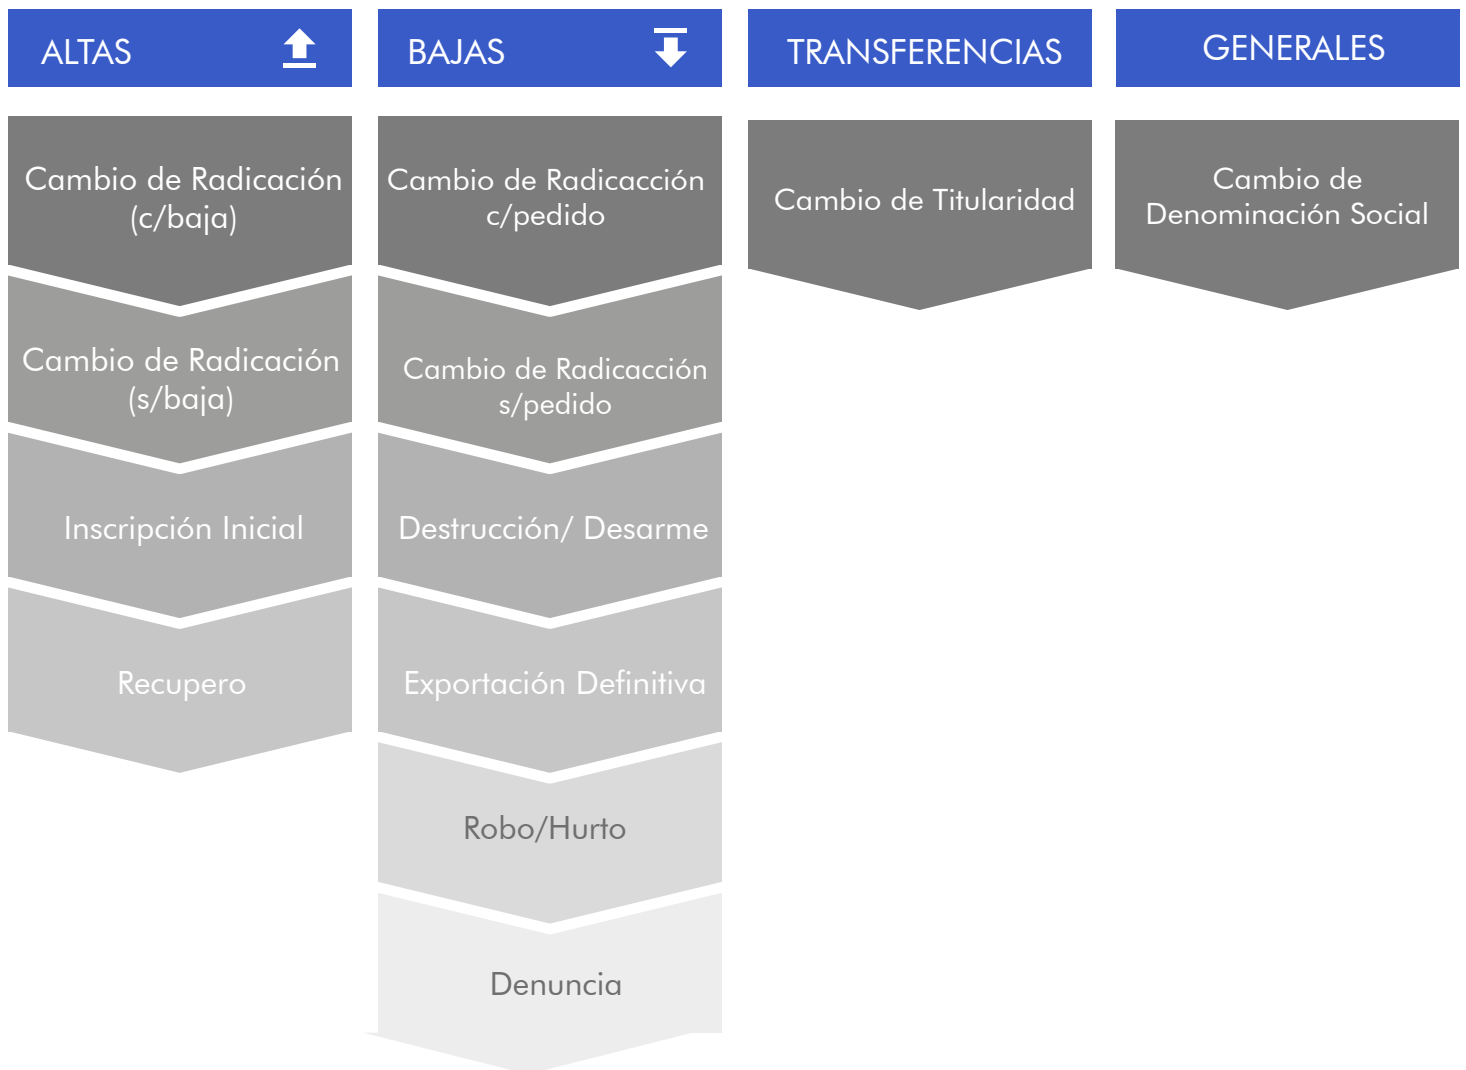 ALTAS
Cambio de Radicación
(c/baja)
Cambio de Radicación
(s/baja)
Inscripción Inicial
Recupero
BAJAS
Cambio de Radicacción
c/pedido
Cambio de Radicacción
s/pedido
Destrucción/ Desarme
Exportación Definitiva
Robo/Hurto
Denuncia
TRANSFERENCIAS
Cambio de Titularidad
GENERALES
Cambio de
Denominación Social